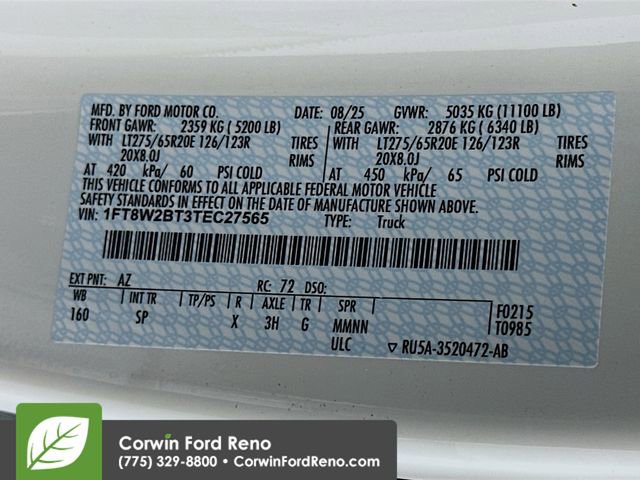 MFD. BY FORD MOTOR CO. DATE: 08/25 GVWR: 5035 KG (11100 LB)
FRONT GAWR: 2359 KG ( 5200 LB) REAR GAWR: 2876 KG ( 6340 LB)
WITH LT275/65R20E 126/123R TIRES WITH LT275/65R20E 126/123R TIRES
20X8.0J RIMS 20X8.0J RIMS
AT 420 kPa/ 60 PSI COLD AT 450 kPa/ 65 PSI COLD
THIS VEHICLE CONFORMS TO ALL APPLICABLE FEDERAL MOTOR VEHICLE
SAFETY STANDARDS IN EFFECT ON THE DATE OF MANUFACTURE SHOWN ABOVE.
VIN: 1FT8W2BT3TEC27565 TYPE: Truck
EXT PNT: AZ RC: 72 DSO:
WB INT TR TP/PS R AXLE TR SPR F0215
160 SP X 3H G MMNN T0985
ULC ▽ RU5A-3520472-AB
Corwin Ford Reno
(775) 329-8800 • CorwinFordReno.com